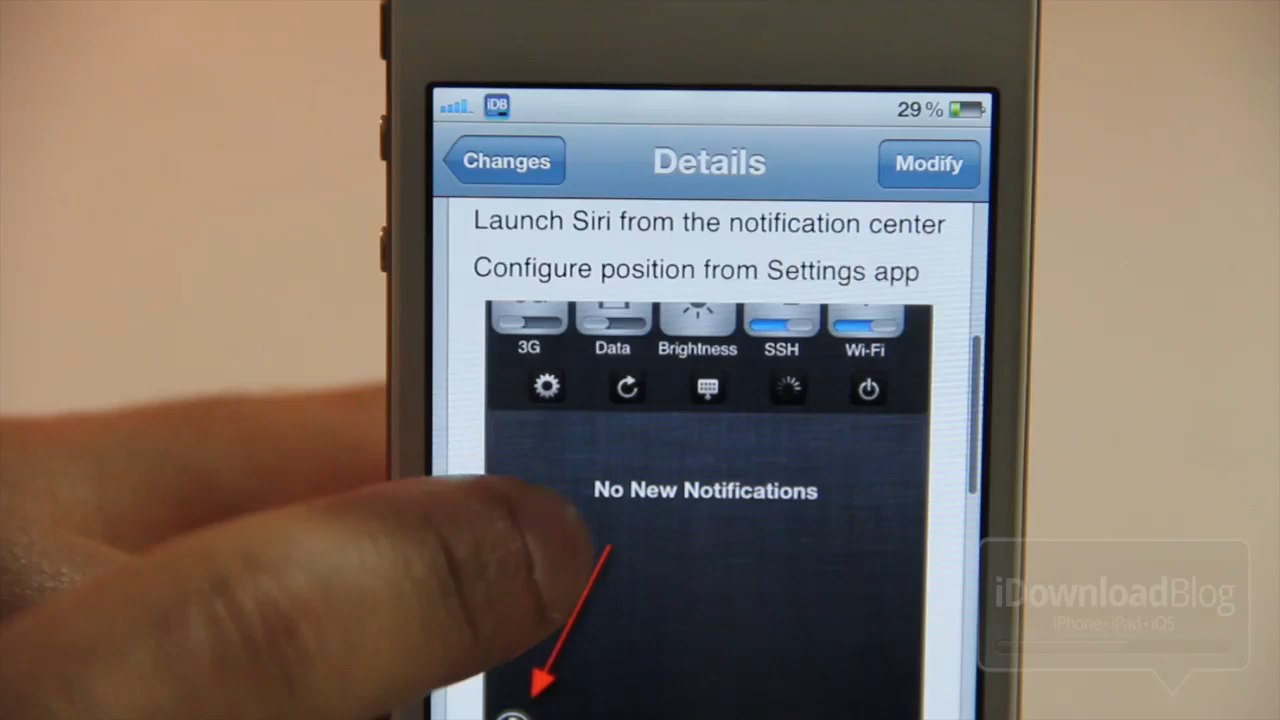 iDB
29 %
Changes
Details
Modify
Launch Siri from the notification center
Configure position from Settings app
3G
Data
Brightness
SSH
Wi-Fi
No New Notifications
iDownloadBlog
iPhone • iPad • iOS